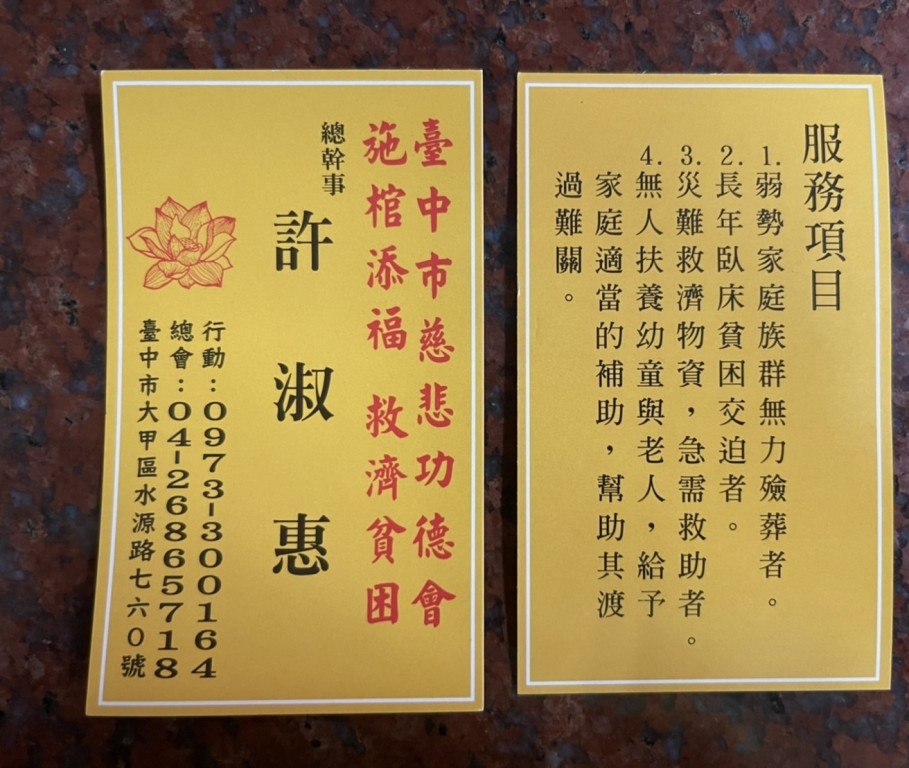 臺中市慈悲功德會
施棺添福 救濟貧困
總幹事
許淑惠
行動:0973-300164
總會:04-26865718
臺中市大甲區水源路七六0號
服務項目
1.弱勢家庭族群無力殮葬者。
2.長年臥床貧困交迫者。
3.災難救濟物資,急需救助者。
4.無人扶養幼童與老人,給予
家庭適當的補助,幫助其渡
過難關。